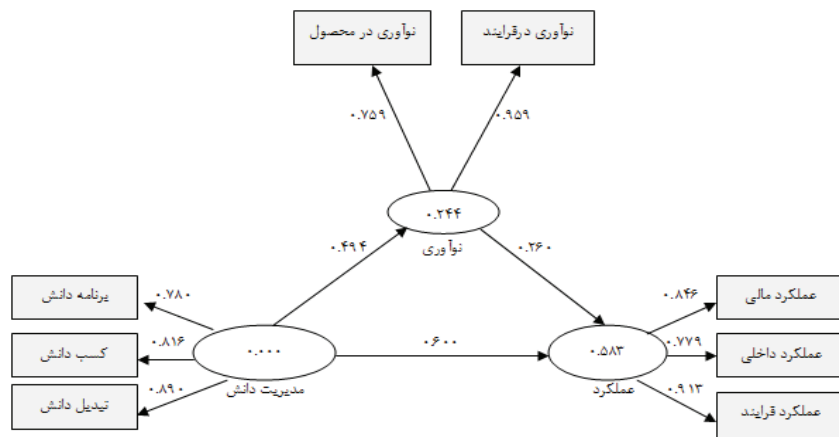 نوآوری در محصول
نوآوری درقرایند
۰.۷۵۹
۰.۹۵۹
۰.۲۴۴
نوآوری
۰.۴۹۴
۰.۲۶۰
یرنامه دانش
۰.۷۸۰
کسب دانش
۰.۸۱۶
تبدیل دانش
۰.۸۹۰
۰.۰۰۰
مدیریت دانش
۰.۶۰۰
۰.۵۸۳
عملکرد
۰.۸۴۶
عملکرد مالی
۰.۷۷۹
عملکرد داخلی
۰.۹۱۳
عملکرد قرایند